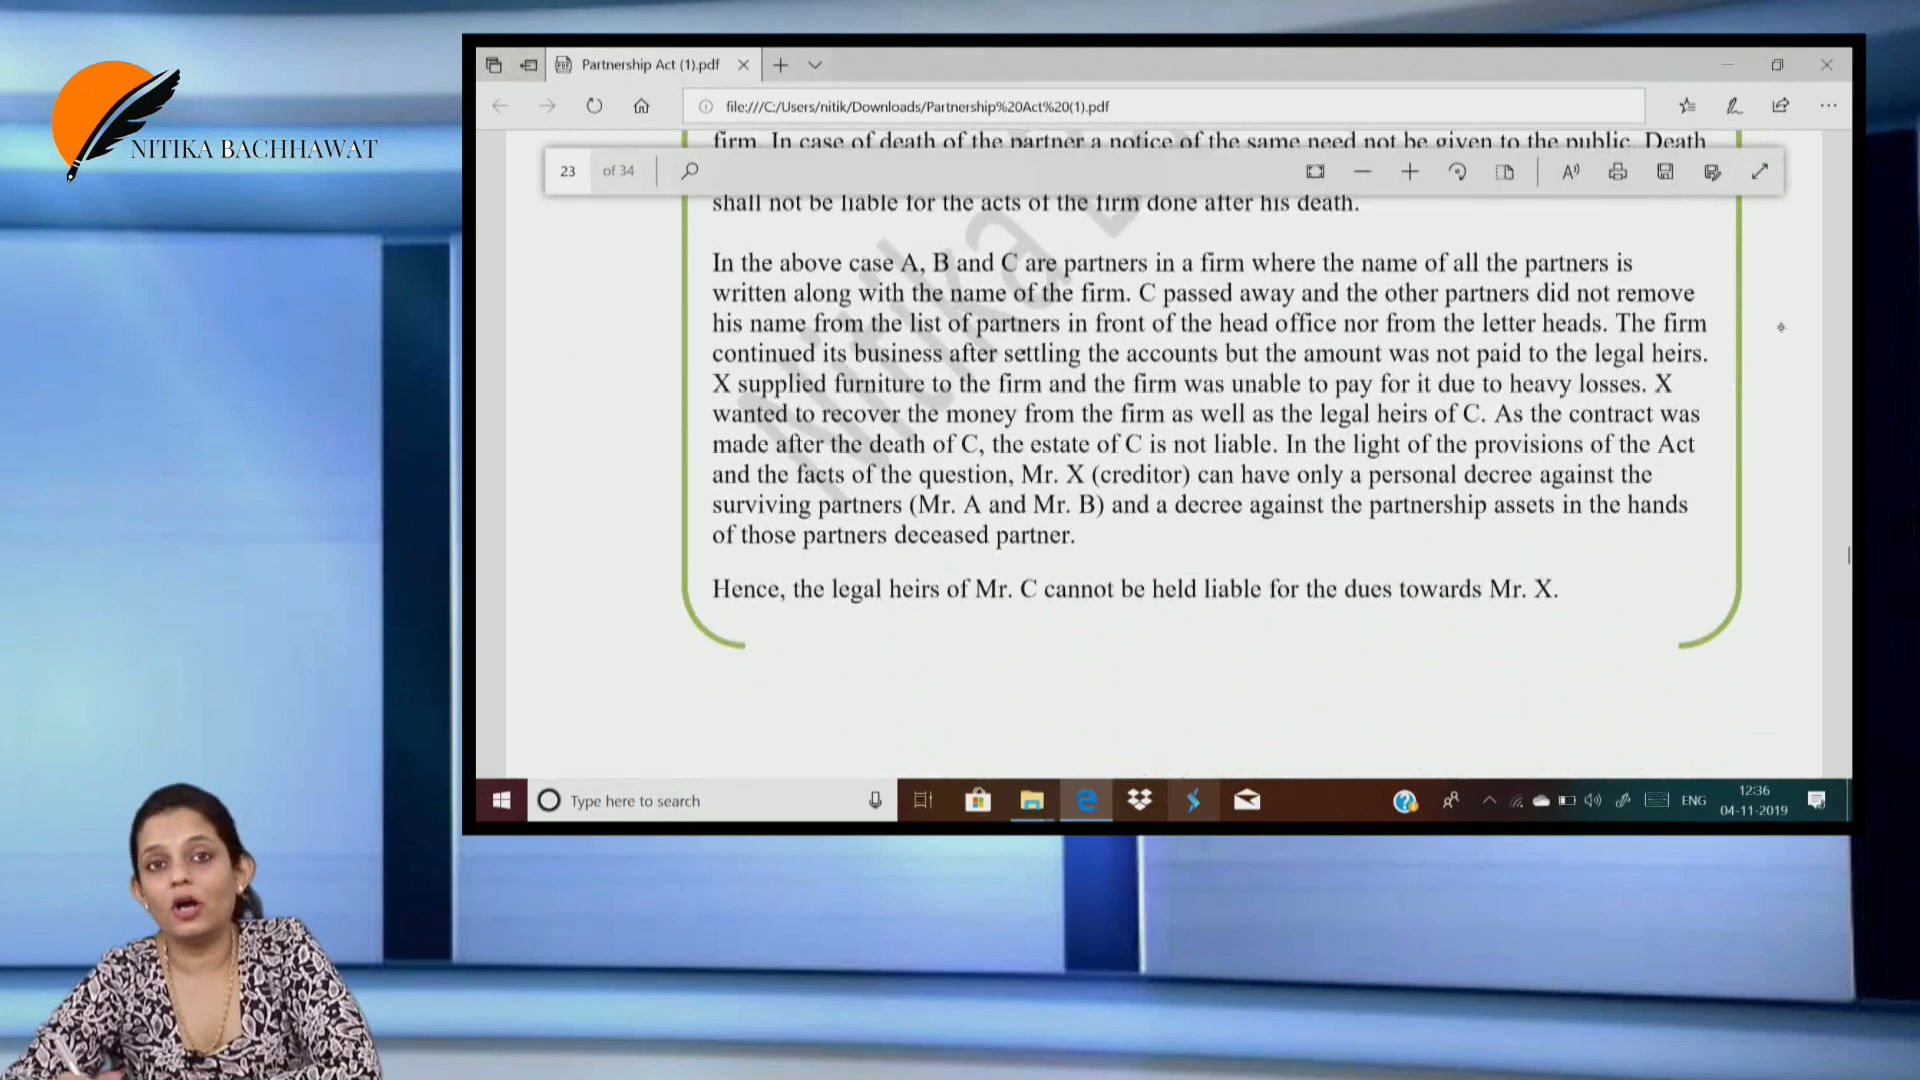 NITIKA BACHHAWAT
Partnership Act (1).pdf
file:///C:/Users/nitik/Downloads/Partnership%20Act%20(1).pdf
firm. In case of death of the partner a notice of the same need not be given to the public. Death
23 of 34
shall not be liable for the acts of the firm done after his death.
In the above case A, B and C are partners in a firm where the name of all the partners is
written along with the name of the firm. C passed away and the other partners did not remove
his name from the list of partners in front of the head office nor from the letter heads. The firm
continued its business after settling the accounts but the amount was not paid to the legal heirs.
X supplied furniture to the firm and the firm was unable to pay for it due to heavy losses. X
wanted to recover the money from the firm as well as the legal heirs of C. As the contract was
made after the death of C, the estate of C is not liable. In the light of the provisions of the Act
and the facts of the question, Mr. X (creditor) can have only a personal decree against the
surviving partners (Mr. A and Mr. B) and a decree against the partnership assets in the hands
of those partners deceased partner.
Hence, the legal heirs of Mr. C cannot be held liable for the dues towards Mr. X.
Nitika
Type here to search
ENG
12:36
04-11-2019